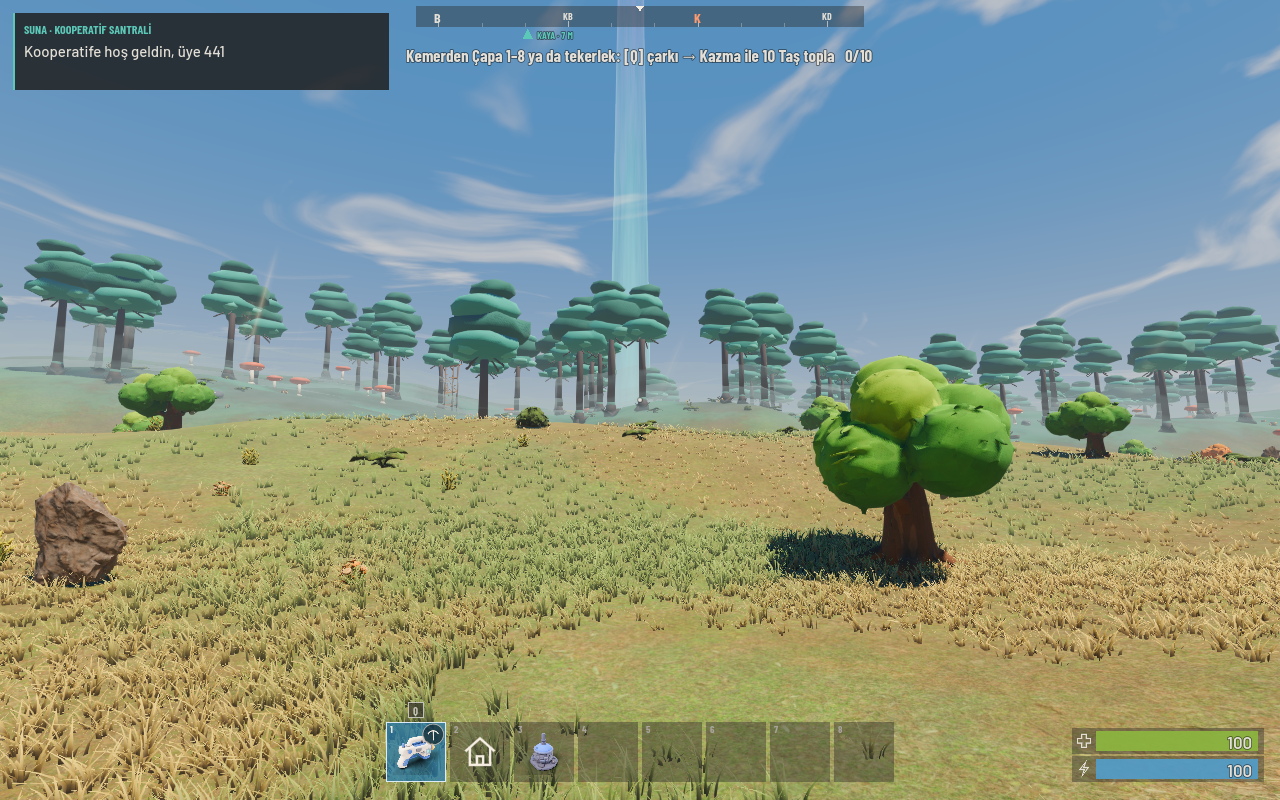 SUNA · KOOPERATİF SANTRALİ
Kooperatife hoş geldin, üye 441
B KB K KD
KAYA · 7 M
Kemerden Çapa 1-8 ya da tekerlek: [Q] çarkı → Kazma ile 10 Taş topla 0/10
Q
1 2 3 4 5 6 7 8
100
100